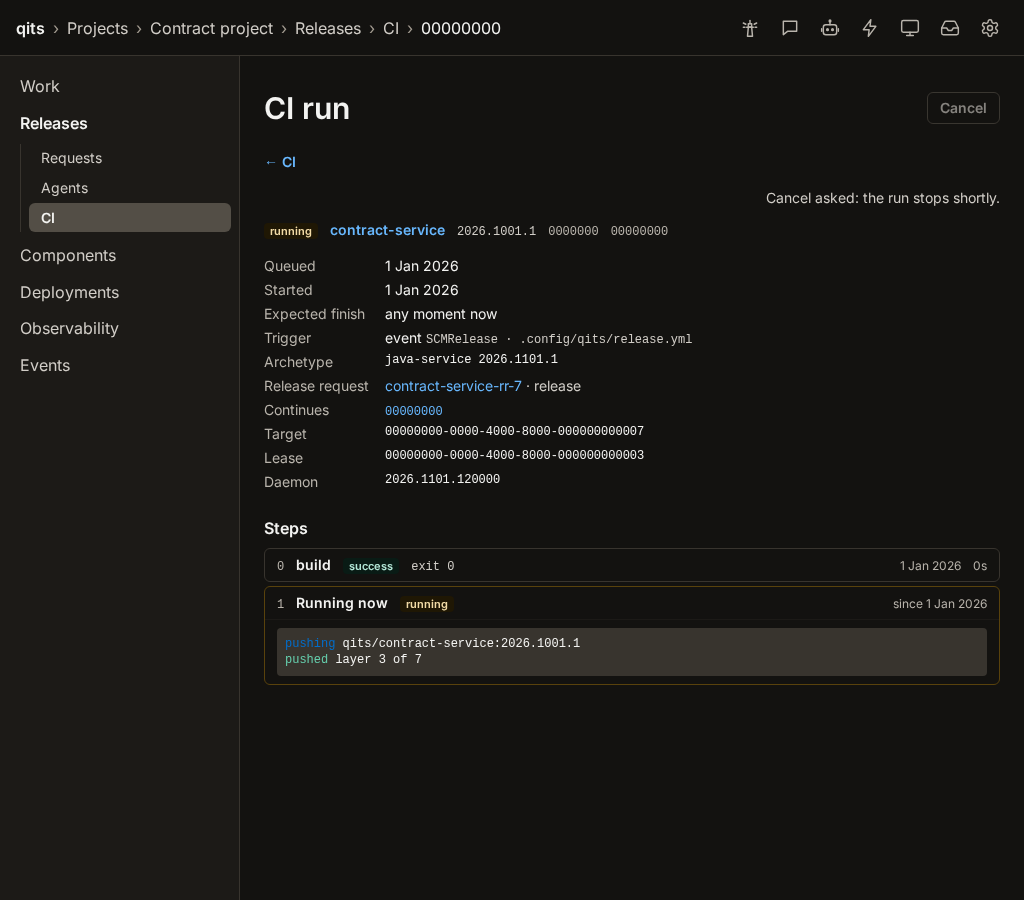 qits › Projects › Contract project › Releases › CI › 00000000
Work
Releases
Requests
Agents
CI
Components
Deployments
Observability
Events
CI run
Cancel
← CI
Cancel asked: the run stops shortly.
running contract-service 2026.1001.1 0000000 00000000
Queued 1 Jan 2026
Started 1 Jan 2026
Expected finish any moment now
Trigger event SCMRelease · .config/qits/release.yml
Archetype java-service 2026.1101.1
Release request contract-service-rr-7 · release
Continues 00000000
Target 00000000-0000-4000-8000-000000000007
Lease 00000000-0000-4000-8000-000000000003
Daemon 2026.1101.120000
Steps
0 build success exit 0 1 Jan 2026 0s
1 Running now running since 1 Jan 2026
pushing qits/contract-service:2026.1001.1
pushed layer 3 of 7